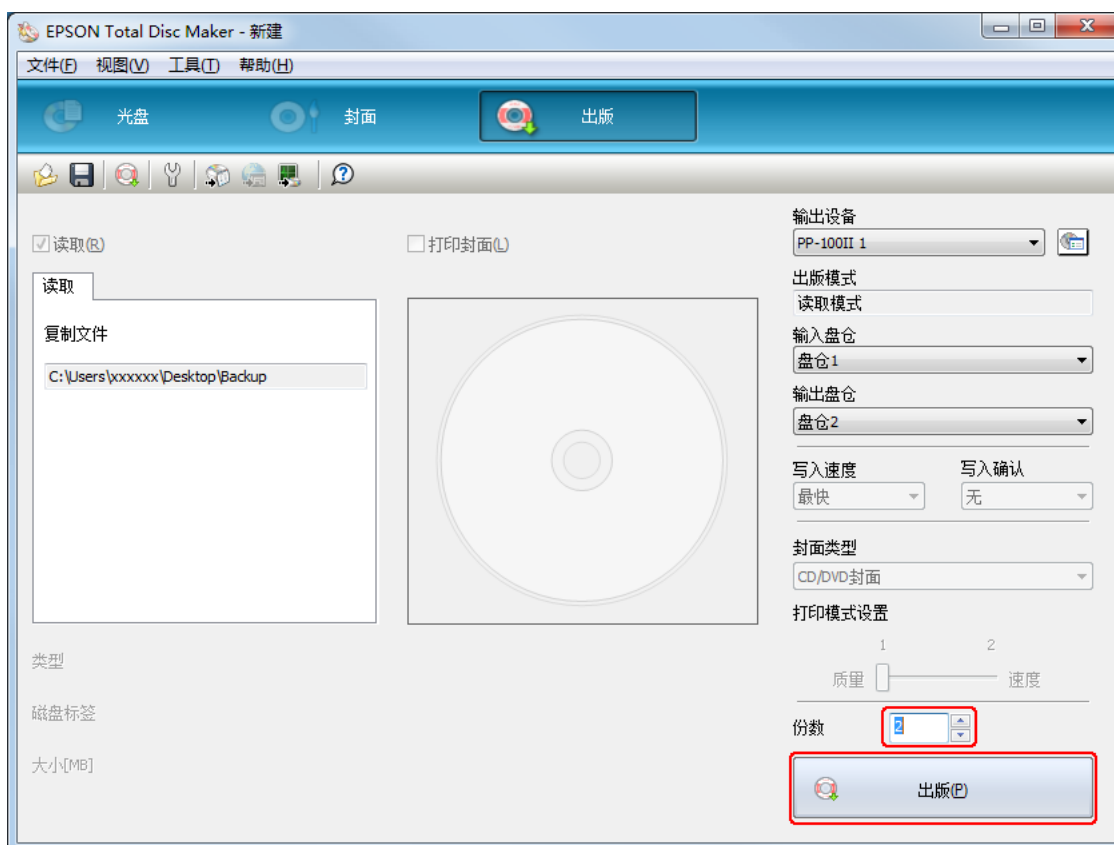 EPSON Total Disc Maker - 新建
文件(F) 视图(V) 工具(T) 帮助(H)
光盘 封面 出版
读取(R)
打印封面(L)
读取
复制文件
C:\Users\xxxxxx\Desktop\Backup
类型
磁盘标签
大小[MB]
输出设备
PP-100II 1
出版模式
读取模式
输入盘仓
盘仓1
输出盘仓
盘仓2
写入速度 写入确认
最快 无
封面类型
CD/DVD封面
打印模式设置
1 2
质量 速度
份数 2
出版(P)